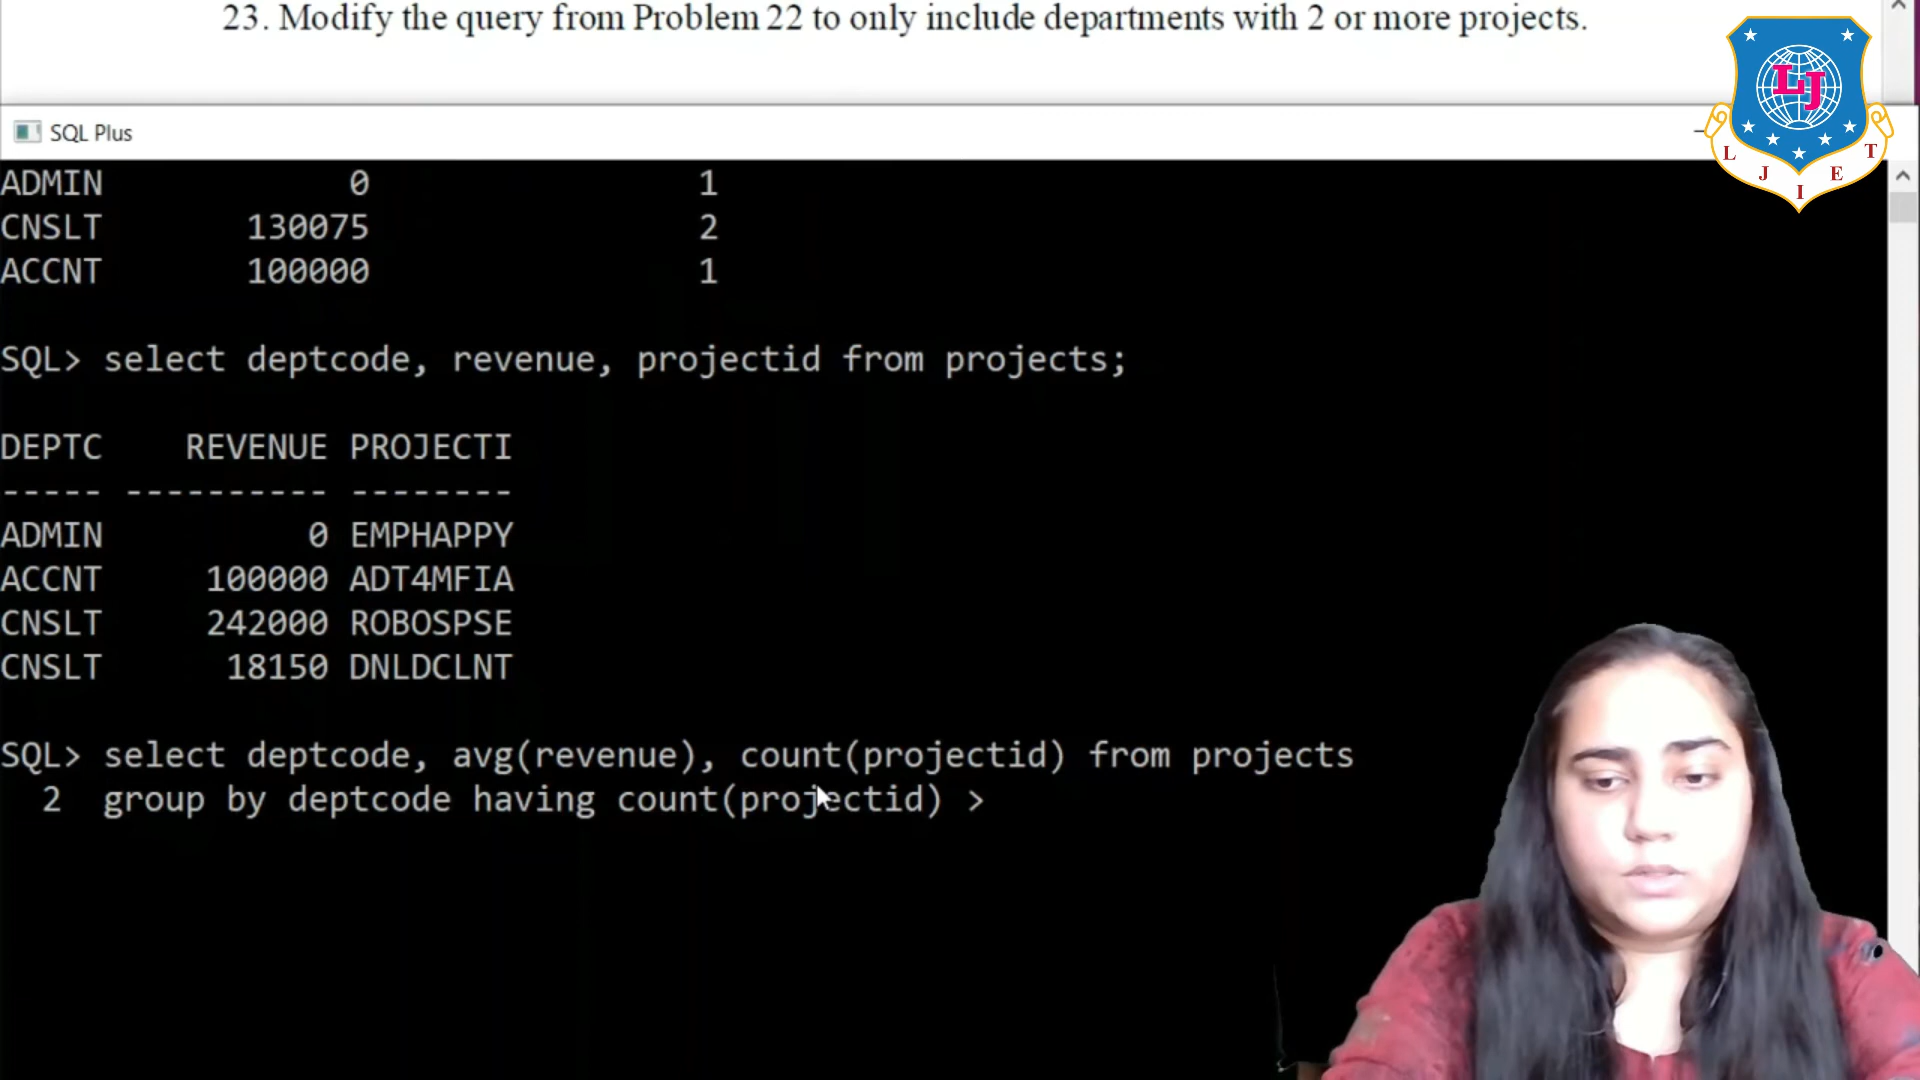 23. Modify the query from Problem 22 to only include departments with 2 or more projects.
LJ
L J I E T
SQL Plus
ADMIN 0 1
CNSLT 130075 2
ACCNT 100000 1
SQL> select deptcode, revenue, projectid from projects;
DEPTC REVENUE PROJECTI
----- ---------- --------
ADMIN 0 EMPHAPPY
ACCNT 100000 ADT4MFIA
CNSLT 242000 ROBOSPSE
CNSLT 18150 DNLDCLNT
SQL> select deptcode, avg(revenue), count(projectid) from projects
2 group by deptcode having count(projectid) >